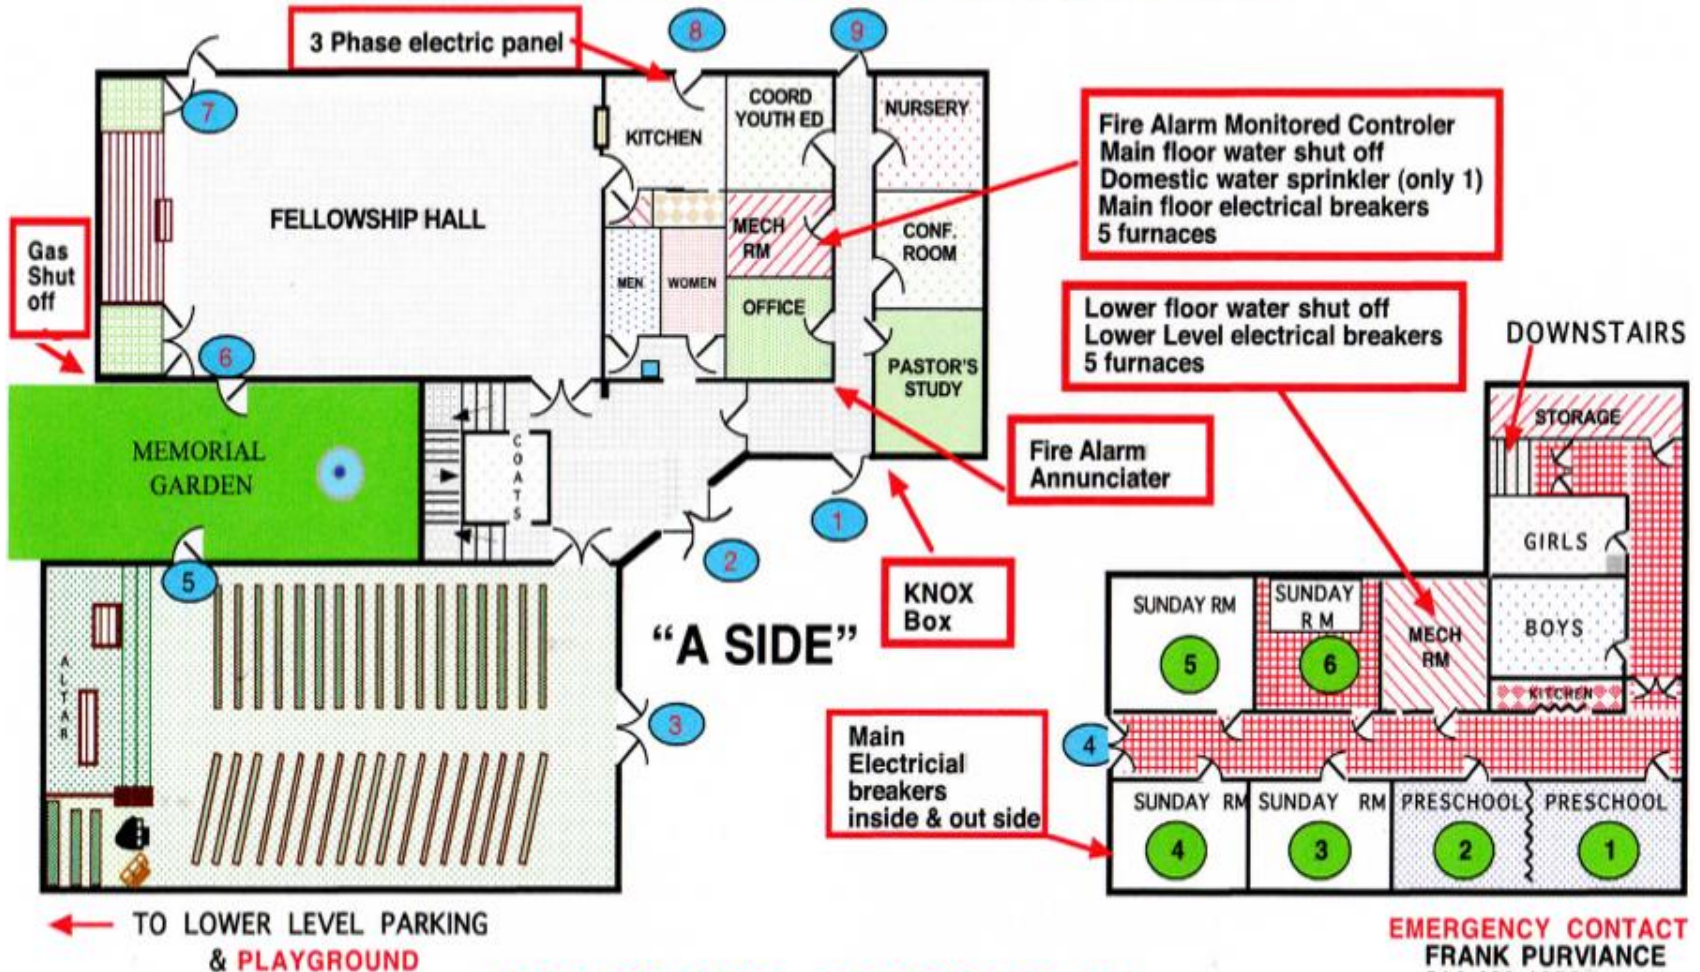 3 Phase electric panel
8
9
7
KITCHEN
COORD
YOUTH ED
NURSERY
Fire Alarm Monitored Controler
Main floor water shut off
Domestic water sprinkler (only 1)
Main floor electrical breakers
5 furnaces
FELLOWSHIP HALL
MECH
RM
CONF.
ROOM
Gas
Shut
off
MEN
WOMEN
OFFICE
Lower floor water shut off
Lower Level electrical breakers
5 furnaces
DOWNSTAIRS
6
PASTOR'S
STUDY
STORAGE
MEMORIAL
GARDEN
COATS
Fire Alarm
Annunciater
1
2
5
KNOX
Box
GIRLS
"A SIDE"
SUNDAY RM
5
SUNDAY
RM
6
MECH
RM
BOYS
KITCHEN
ALTAR
3
4
Main
Electricial
breakers
inside & out side
SUNDAY RM
4
SUNDAY RM
3
PRESCHOOL
2
PRESCHOOL
1
TO LOWER LEVEL PARKING
& PLAYGROUND
EMERGENCY CONTACT
FRANK PURVIANCE